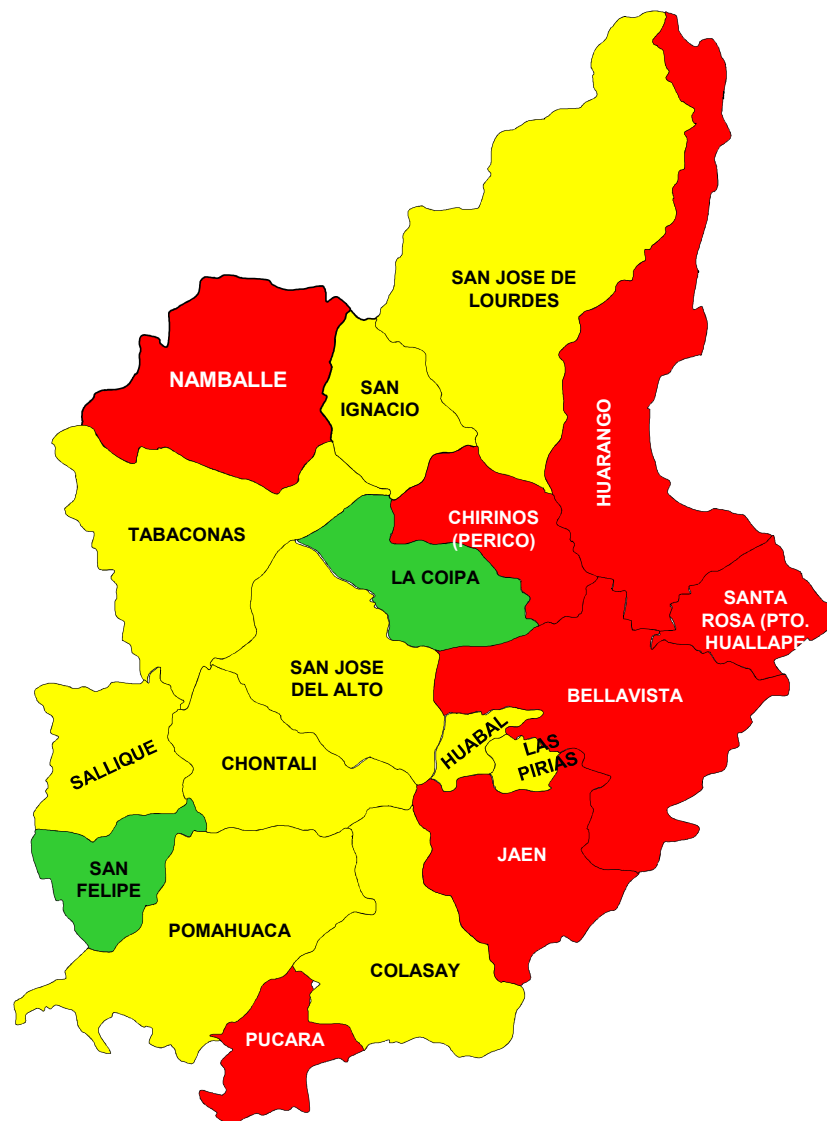 SAN JOSE DE
LOURDES
NAMBALLE
SAN
IGNACIO
HUARANGO
CHIRINOS
(PERICO)
TABACONAS
LA COIPA
SANTA
ROSA (PTO.
HUALLAPE
SAN JOSE
DEL ALTO
BELLAVISTA
HUABAL
LAS
PIRIAS
SALLIQUE
CHONTALI
JAEN
SAN
FELIPE
POMAHUACA
COLASAY
PUCARA